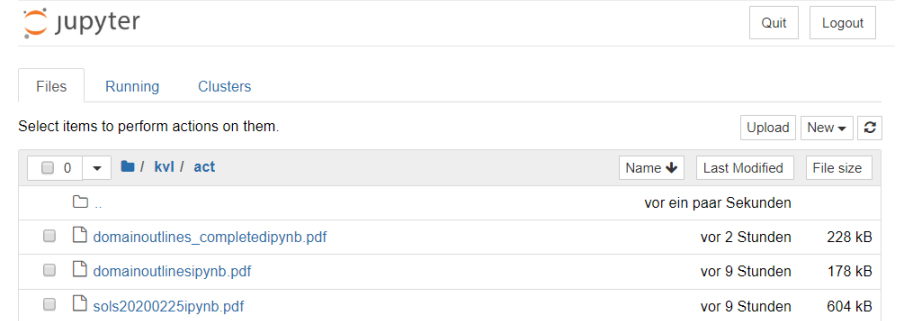 jupyter Quit Logout
Files Running Clusters
Select items to perform actions on them. Upload New
0 / kvl / act Name Last Modified File size
.. vor ein paar Sekunden
domainoutlines_completedipynb.pdf vor 2 Stunden 228 kB
domainoutlinesipynb.pdf vor 9 Stunden 178 kB
sols20200225ipynb.pdf vor 9 Stunden 604 kB